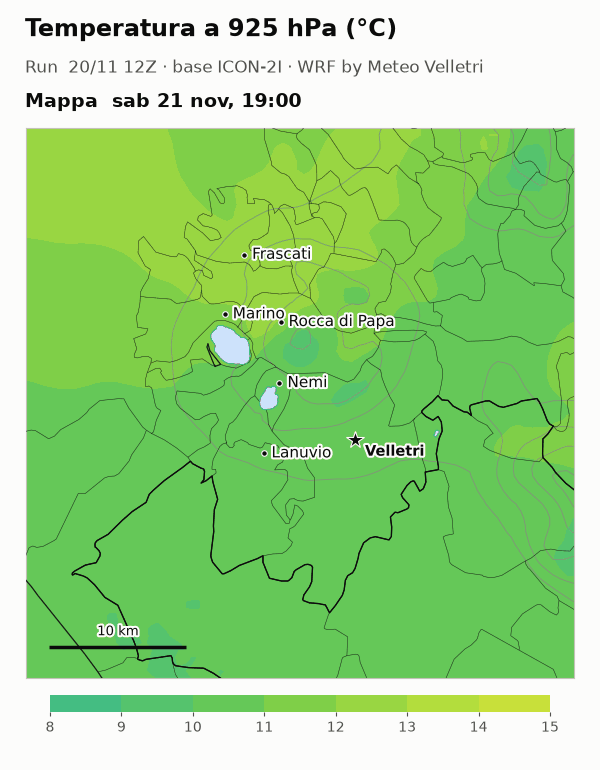 Temperatura a 925 hPa (°C)
Run  20/11 12Z · base ICON-2I · WRF by Meteo Velletri
Mappa  sab 21 nov, 19:00
Frascati
Marino
Rocca di Papa
Nemi
Velletri
Lanuvio
10 km
8 9 10 11 12 13 14 15